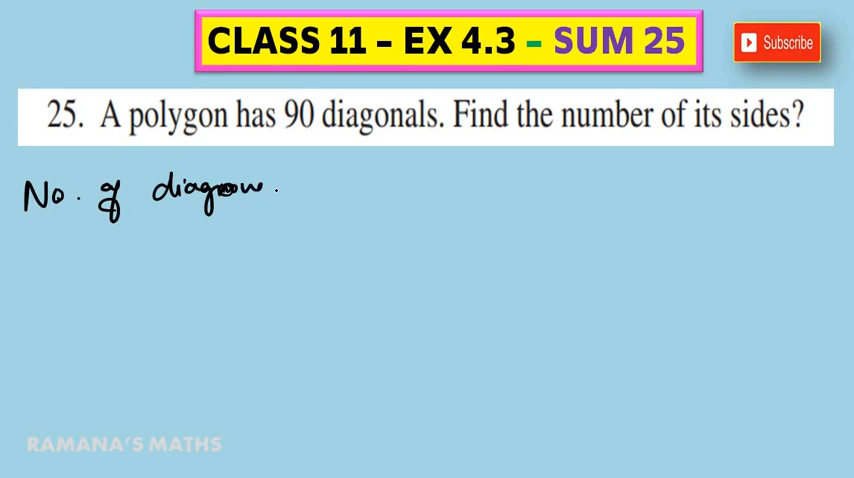 CLASS 11 – EX 4.3 – SUM 25
Subscribe
25. A polygon has 90 diagonals. Find the number of its sides?
No. of
RAMANA'S MATHS